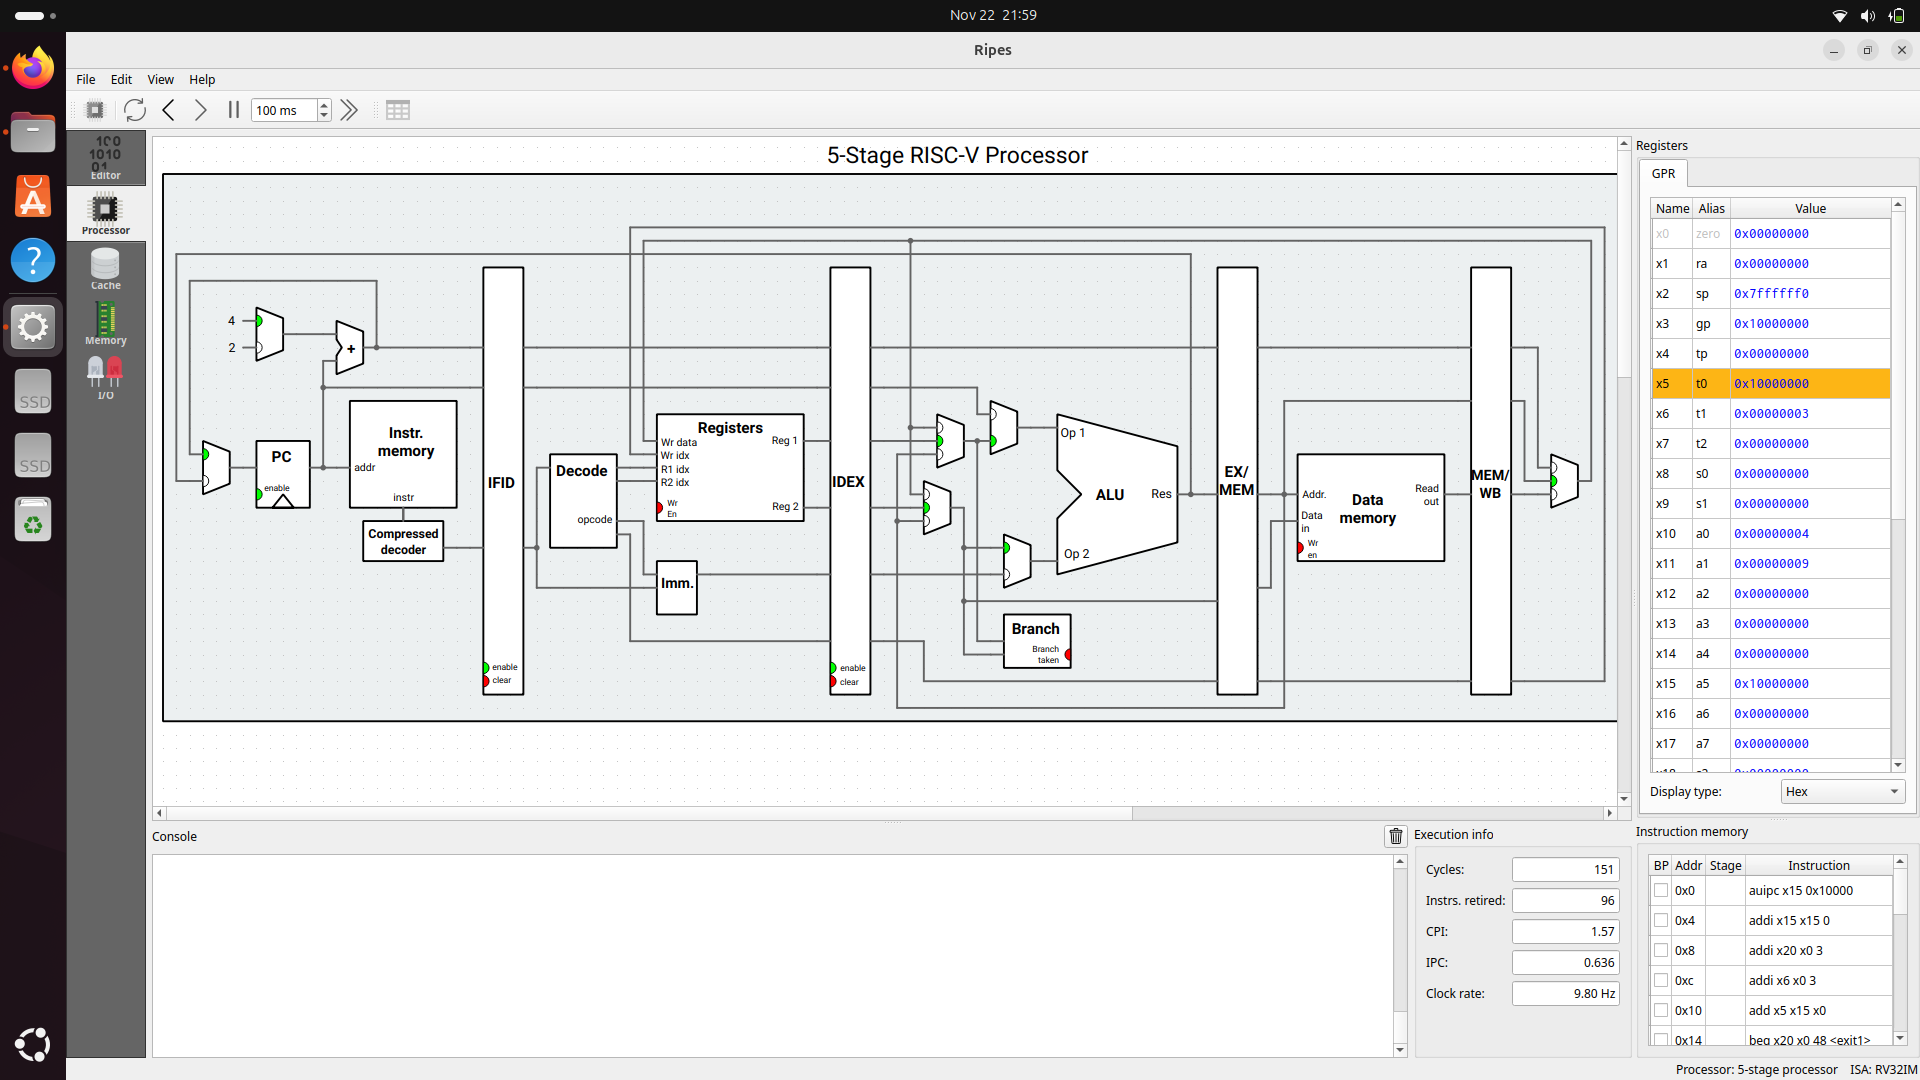 Nov 22 21:59
Ripes
File Edit View Help
100 ms
Editor
Processor
Cache
Memory
I/O
SSD
SSD
5-Stage RISC-V Processor
4
2
+
PC
enable
Instr.
memory
addr
instr
Compressed
decoder
IFID
enable
clear
Decode
opcode
Registers
Wr data
Wr idx
R1 idx
R2 idx
Wr
En
Reg 1
Reg 2
Imm.
IDEX
enable
clear
Op 1
ALU
Res
Op 2
Branch
Branch
taken
EX/
MEM
Addr.
Data
in
Wr
en
Data
memory
Read
out
MEM/
WB
Registers
GPR
Name Alias Value
x0 zero 0x00000000
x1 ra 0x00000000
x2 sp 0x7ffffff0
x3 gp 0x10000000
x4 tp 0x00000000
x5 t0 0x10000000
x6 t1 0x00000003
x7 t2 0x00000000
x8 s0 0x00000000
x9 s1 0x00000000
x10 a0 0x00000004
x11 a1 0x00000009
x12 a2 0x00000000
x13 a3 0x00000000
x14 a4 0x00000000
x15 a5 0x10000000
x16 a6 0x00000000
x17 a7 0x00000000
Display type: Hex
Console
Execution info
Cycles: 151
Instrs. retired: 96
CPI: 1.57
IPC: 0.636
Clock rate: 9.80 Hz
Instruction memory
BP Addr Stage Instruction
0x0 auipc x15 0x10000
0x4 addi x15 x15 0
0x8 addi x20 x0 3
0xc addi x6 x0 3
0x10 add x5 x15 x0
0x14 beq x20 x0 48 <exit1>
Processor: 5-stage processor ISA: RV32IM